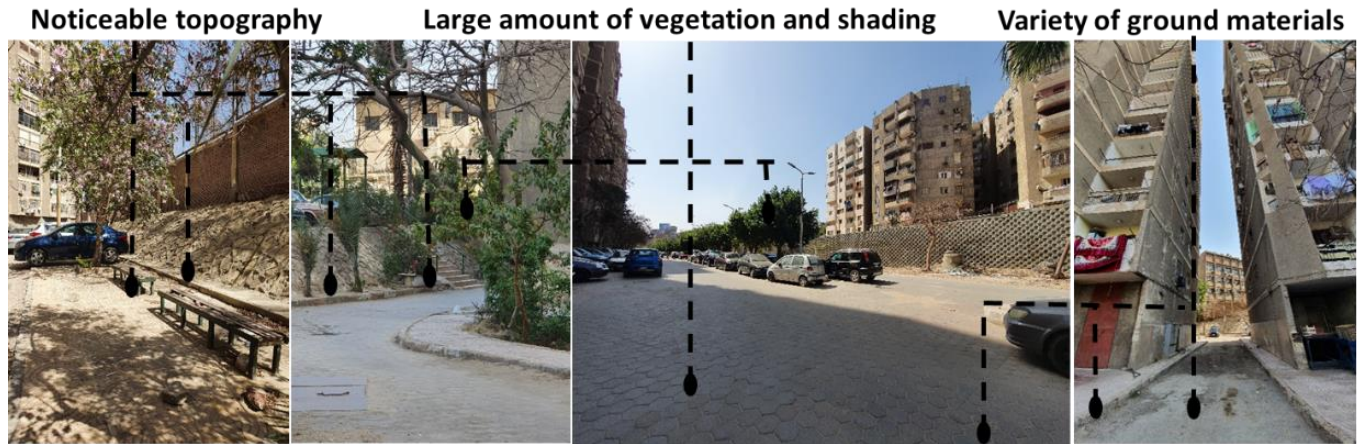 Noticeable topography
Large amount of vegetation and shading
Variety of ground materials